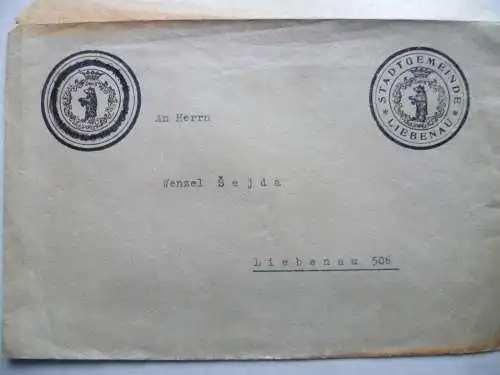 STADTGEMEINDE
* LIEBENAU *
An Herrn
Wenzel Šejda
Liebenau 506